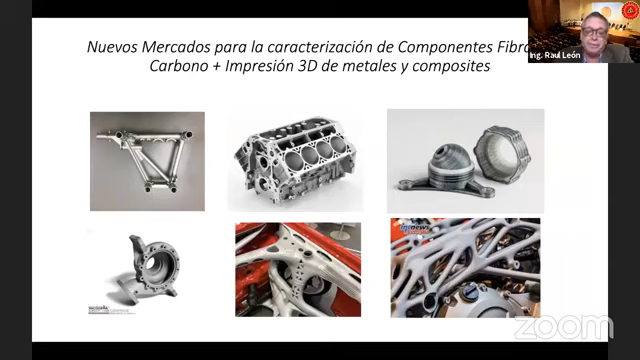 Nuevos Mercados para la caracterización de Componentes Fibra
Carbono + Impresión 3D de metales y composites
Ing. Raul León
zoom